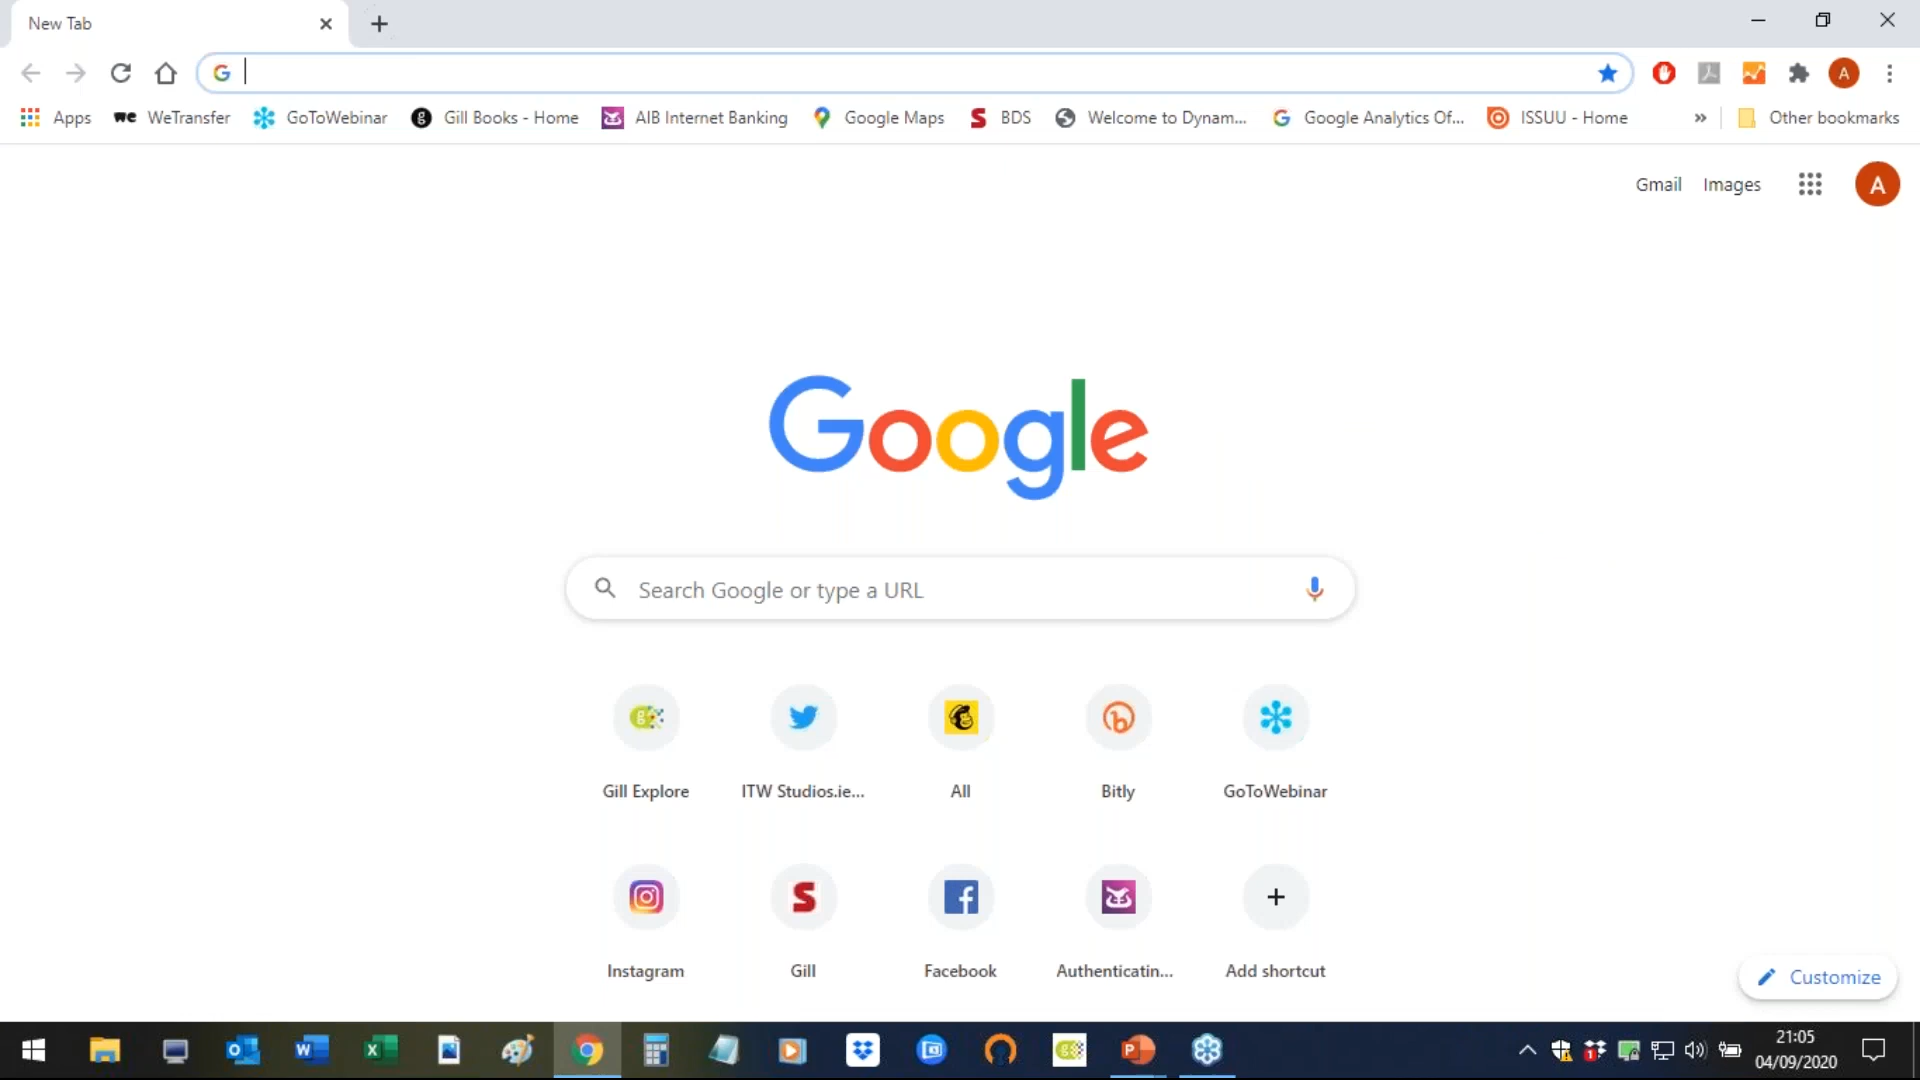 New Tab
Apps WeTransfer GoToWebinar Gill Books - Home AIB Internet Banking Google Maps BDS Welcome to Dynam... Google Analytics Of... ISSUU - Home » Other bookmarks
Gmail Images A
Google
Search Google or type a URL
Gill Explore ITW Studios.ie... All Bitly GoToWebinar
Instagram Gill Facebook Authenticatin... Add shortcut
Customize
21:05
04/09/2020